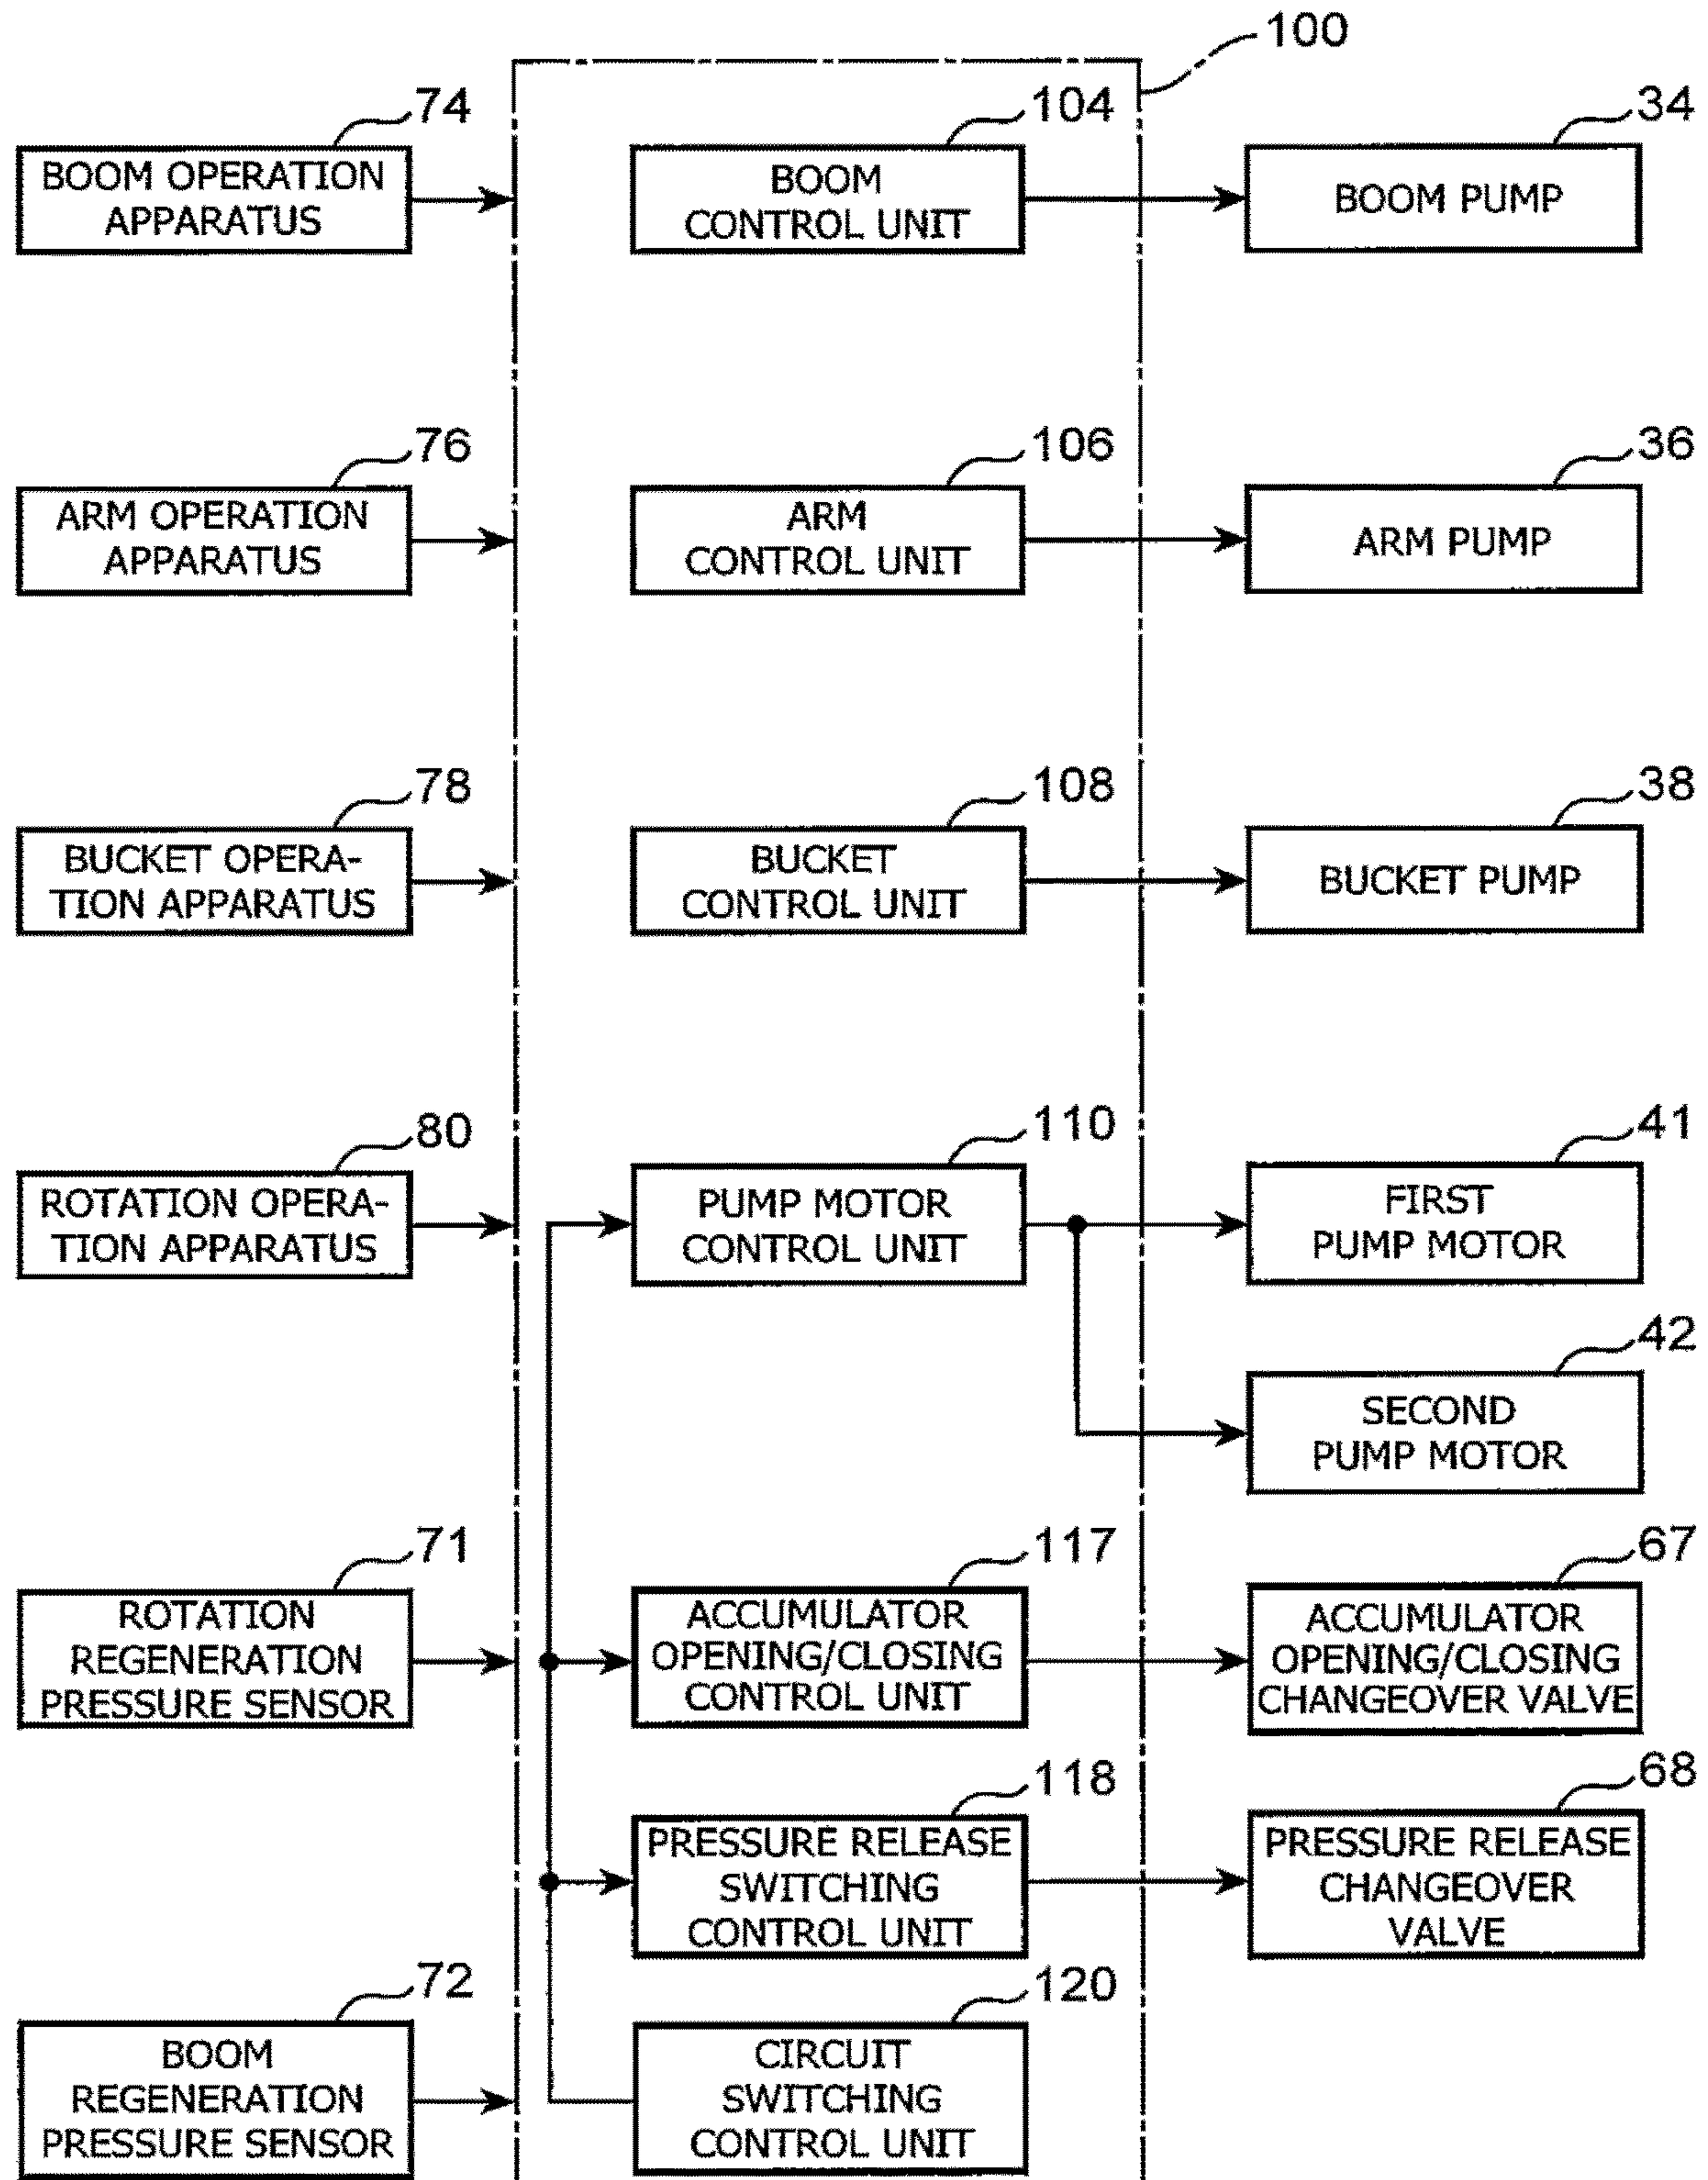 100
74
BOOM OPERATION
APPARATUS
104
BOOM
CONTROL UNIT
34
BOOM PUMP
76
ARM OPERATION
APPARATUS
106
ARM
CONTROL UNIT
36
ARM PUMP
78
BUCKET OPERA-
TION APPARATUS
108
BUCKET
CONTROL UNIT
38
BUCKET PUMP
80
ROTATION OPERA-
TION APPARATUS
110
PUMP MOTOR
CONTROL UNIT
41
FIRST
PUMP MOTOR
42
SECOND
PUMP MOTOR
71
ROTATION
REGENERATION
PRESSURE SENSOR
117
ACCUMULATOR
OPENING/CLOSING
CONTROL UNIT
67
ACCUMULATOR
OPENING/CLOSING
CHANGEOVER VALVE
118
PRESSURE RELEASE
SWITCHING
CONTROL UNIT
68
PRESSURE RELEASE
CHANGEOVER
VALVE
72
BOOM
REGENERATION
PRESSURE SENSOR
120
CIRCUIT
SWITCHING
CONTROL UNIT